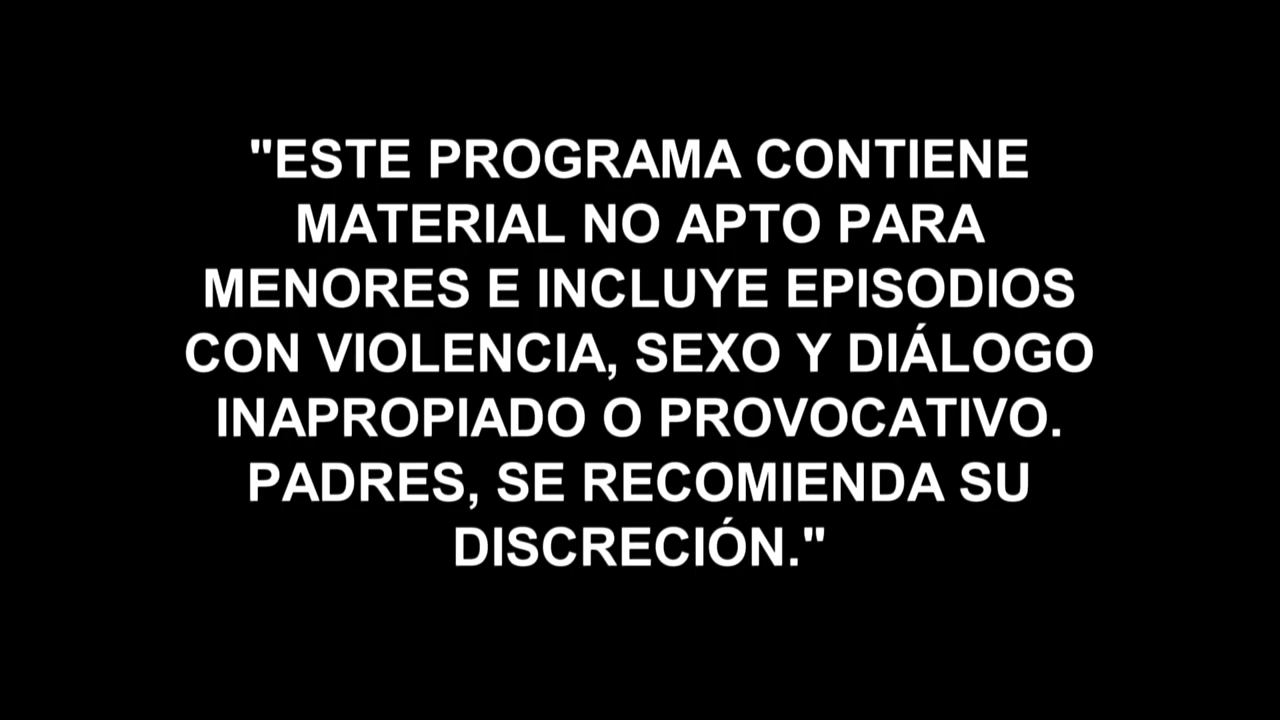 "ESTE PROGRAMA CONTIENE
MATERIAL NO APTO PARA
MENORES E INCLUYE EPISODIOS
CON VIOLENCIA, SEXO Y DIÁLOGO
INAPROPIADO O PROVOCATIVO.
PADRES, SE RECOMIENDA SU
DISCRECIÓN."